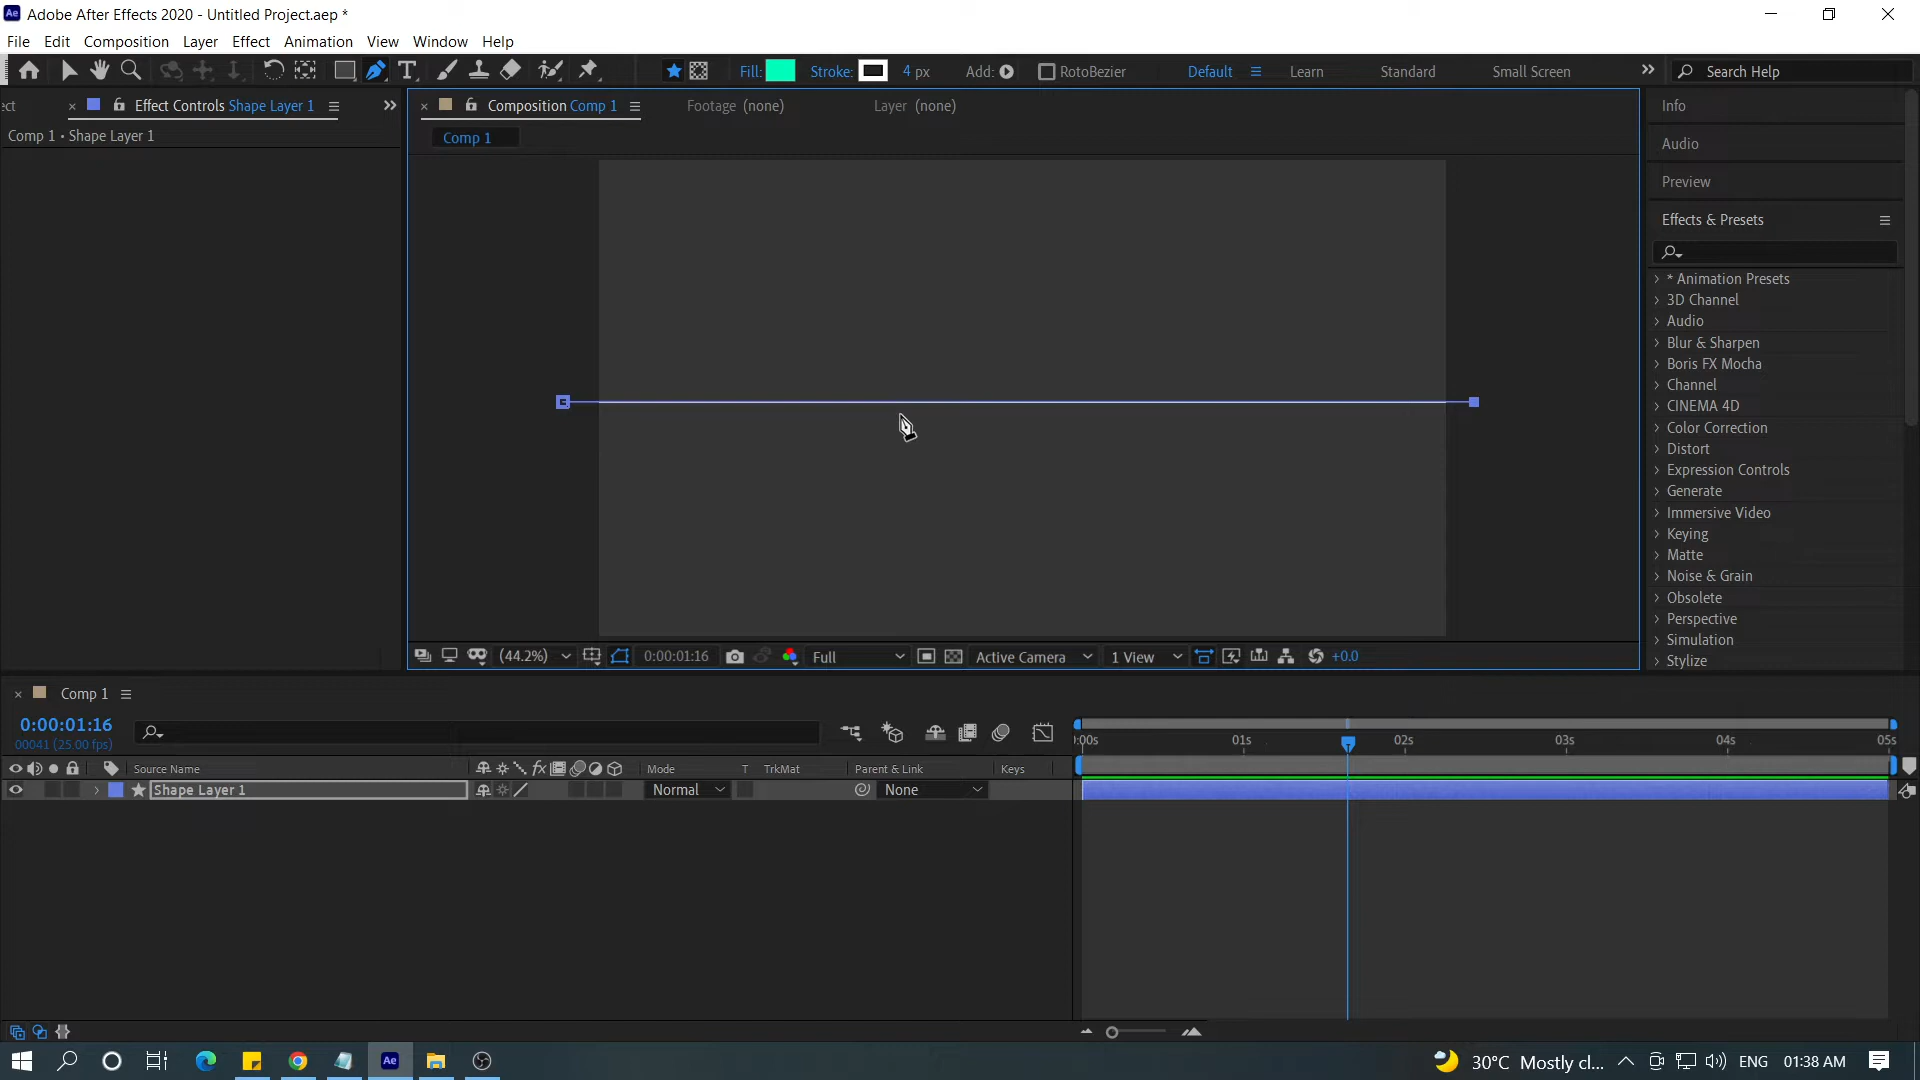 Adobe After Effects 2020 - Untitled Project.aep *
File Edit Composition Layer Effect Animation View Window Help
Fill: Stroke: 4 px Add: RotoBezier Default Learn Standard Small Screen Search Help
ect Effect Controls Shape Layer 1 Composition Comp 1 Footage (none) Layer (none)
Comp 1 • Shape Layer 1
Comp 1
Info
Audio
Preview
Effects & Presets
* Animation Presets
3D Channel
Audio
Blur & Sharpen
Boris FX Mocha
Channel
CINEMA 4D
Color Correction
Distort
Expression Controls
Generate
Immersive Video
Keying
Matte
Noise & Grain
Obsolete
Perspective
Simulation
Stylize
(44.2%) 0:00:01:16 Full Active Camera 1 View +0.0
Comp 1
0:00:01:16
00041 (25.00 fps)
:00s 01s 02s 03s 04s 05s
Source Name fx Mode T TrkMat Parent & Link Keys
Shape Layer 1 Normal None
Ae 30°C Mostly cl... ENG 01:38 AM